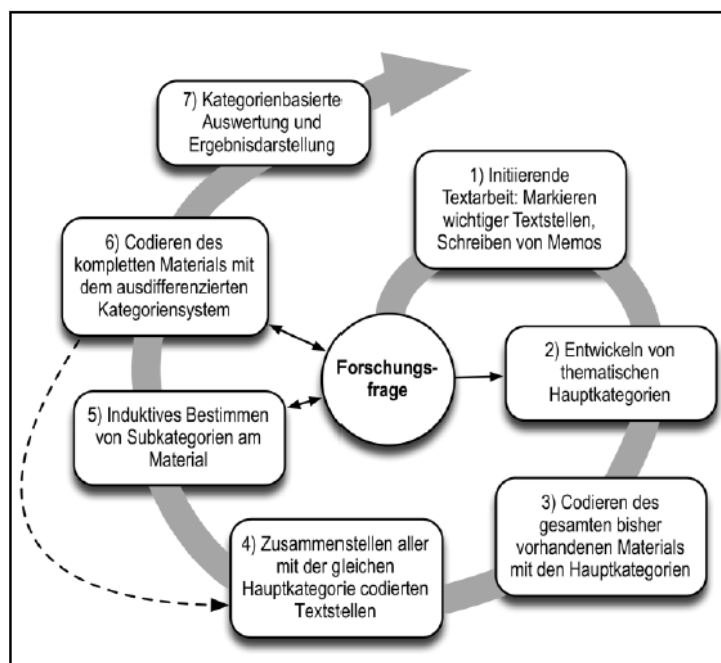 1) Initiierende
Textarbeit: Markieren
wichtiger Textstellen,
Schreiben von Memos
2) Entwickeln von
thematischen
Hauptkategorien
3) Codieren des
gesamten bisher
vorhandenen Materials
mit den Hauptkategorien
4) Zusammenstellen aller
mit der gleichen
Hauptkategorie codierten
Textstellen
5) Induktives Bestimmen
von Subkategorien am
Material
6) Codieren des
kompletten Materials mit
dem ausdifferenzierten
Kategoriensystem
7) Kategorienbasierte
Auswertung und
Ergebnisdarstellung
Forschungs-
frage